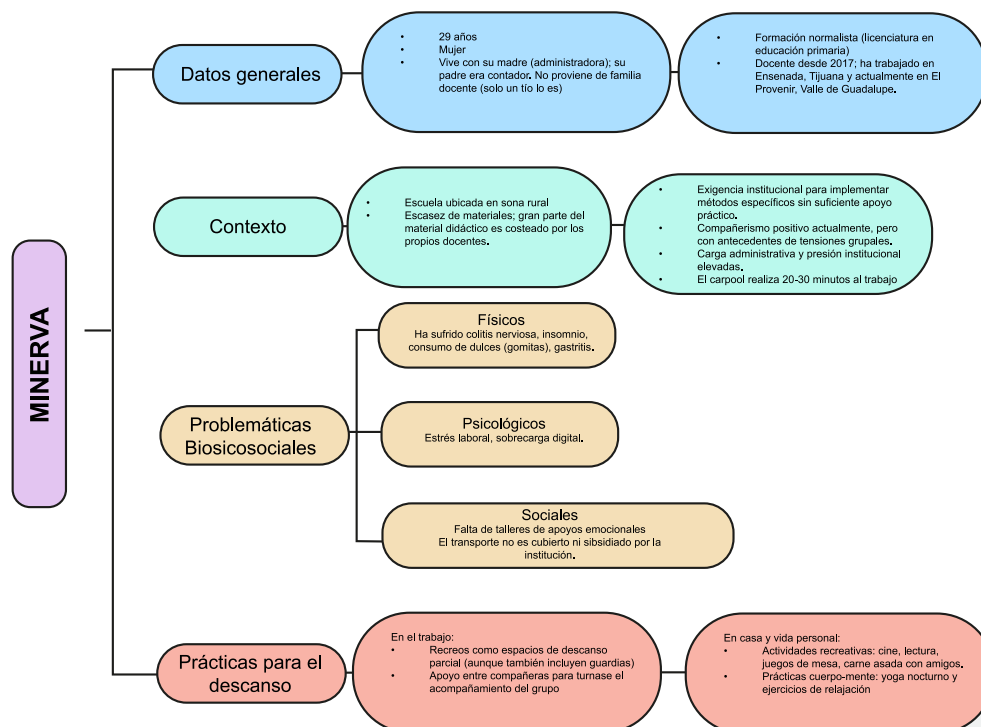 MINERVA
Datos generales
• 29 años
• Mujer
• Vive con su madre (administradora); su
padre era contador. No proviene de familia
docente (solo un tío lo es)
• Formación normalista (licenciatura en
educación primaria)
• Docente desde 2017; ha trabajado en
Ensenada, Tijuana y actualmente en El
Provenir, Valle de Guadalupe.
Contexto
• Escuela ubicada en sona rural
• Escasez de materiales; gran parte del
material didáctico es costeado por los
propios docentes.
• Exigencia institucional para implementar
métodos específicos sin suficiente apoyo
práctico.
• Compañerismo positivo actualmente, pero
con antecedentes de tensiones grupales.
• Carga administrativa y presión institucional
elevadas.
• El carpool realiza 20-30 minutos al trabajo
Problemáticas
Biosicosociales
Físicos
Ha sufrido colitis nerviosa, insomnio,
consumo de dulces (gomitas), gastritis.
Psicológicos
Estrés laboral, sobrecarga digital.
Sociales
Falta de talleres de apoyos emocionales
El transporte no es cubierto ni sibsidiado por la
institución.
Prácticas para el
descanso
En el trabajo:
• Recreos como espacios de descanso
parcial (aunque también incluyen guardias)
• Apoyo entre compañeras para turnase el
acompañamiento del grupo
En casa y vida personal:
• Actividades recreativas: cine, lectura,
juegos de mesa, carne asada con amigos.
• Prácticas cuerpo-mente: yoga nocturno y
ejercicios de relajación